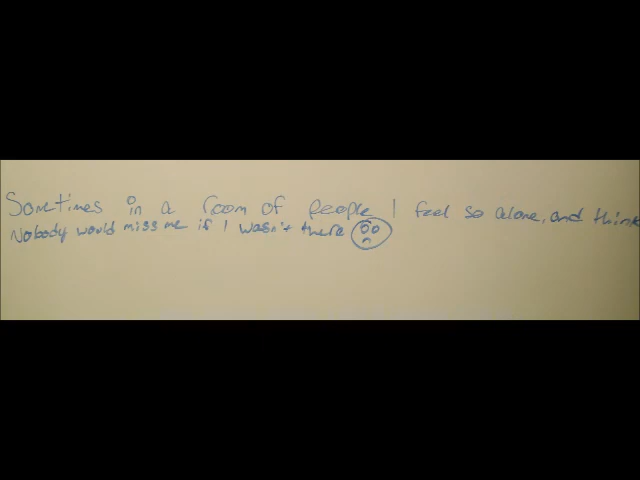 Sometimes in a room of people I feel so alone, and think
Nobody would miss me if I wasn't there